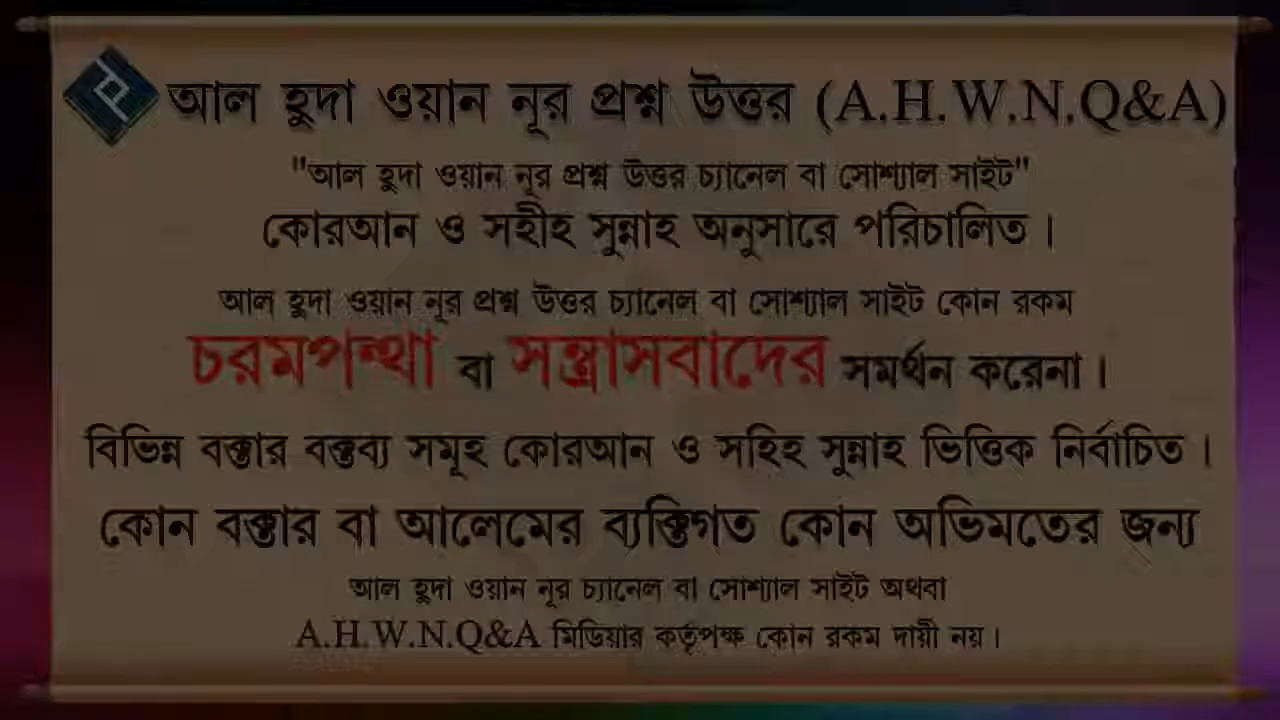 আল হুদা ওয়ান নূর প্রশ্ন উত্তর (A.H.W.N.Q&A)
"আল হুদা ওয়ান নূর প্রশ্ন উত্তর চ্যানেল বা সোশ্যাল সাইট"
কোরআন ও সহীহ সুন্নাহ অনুসারে পরিচালিত ।
আল হুদা ওয়ান নূর প্রশ্ন উত্তর চ্যানেল বা সোশ্যাল সাইট কোন রকম
চরমপন্থা বা সন্ত্রাসবাদের সমর্থন করেনা ।
বিভিন্ন বক্তার বক্তব্য সমূহ কোরআন ও সহিহ সুন্নাহ ভিত্তিক নির্বাচিত ।
কোন বক্তার বা আলেমের ব্যক্তিগত কোন অভিমতের জন্য
আল হুদা ওয়ান নূর চ্যানেল বা সোশ্যাল সাইট অথবা
A.H.W.N.Q&A মিডিয়ার কর্তৃপক্ষ কোন রকম দায়ী নয় ।